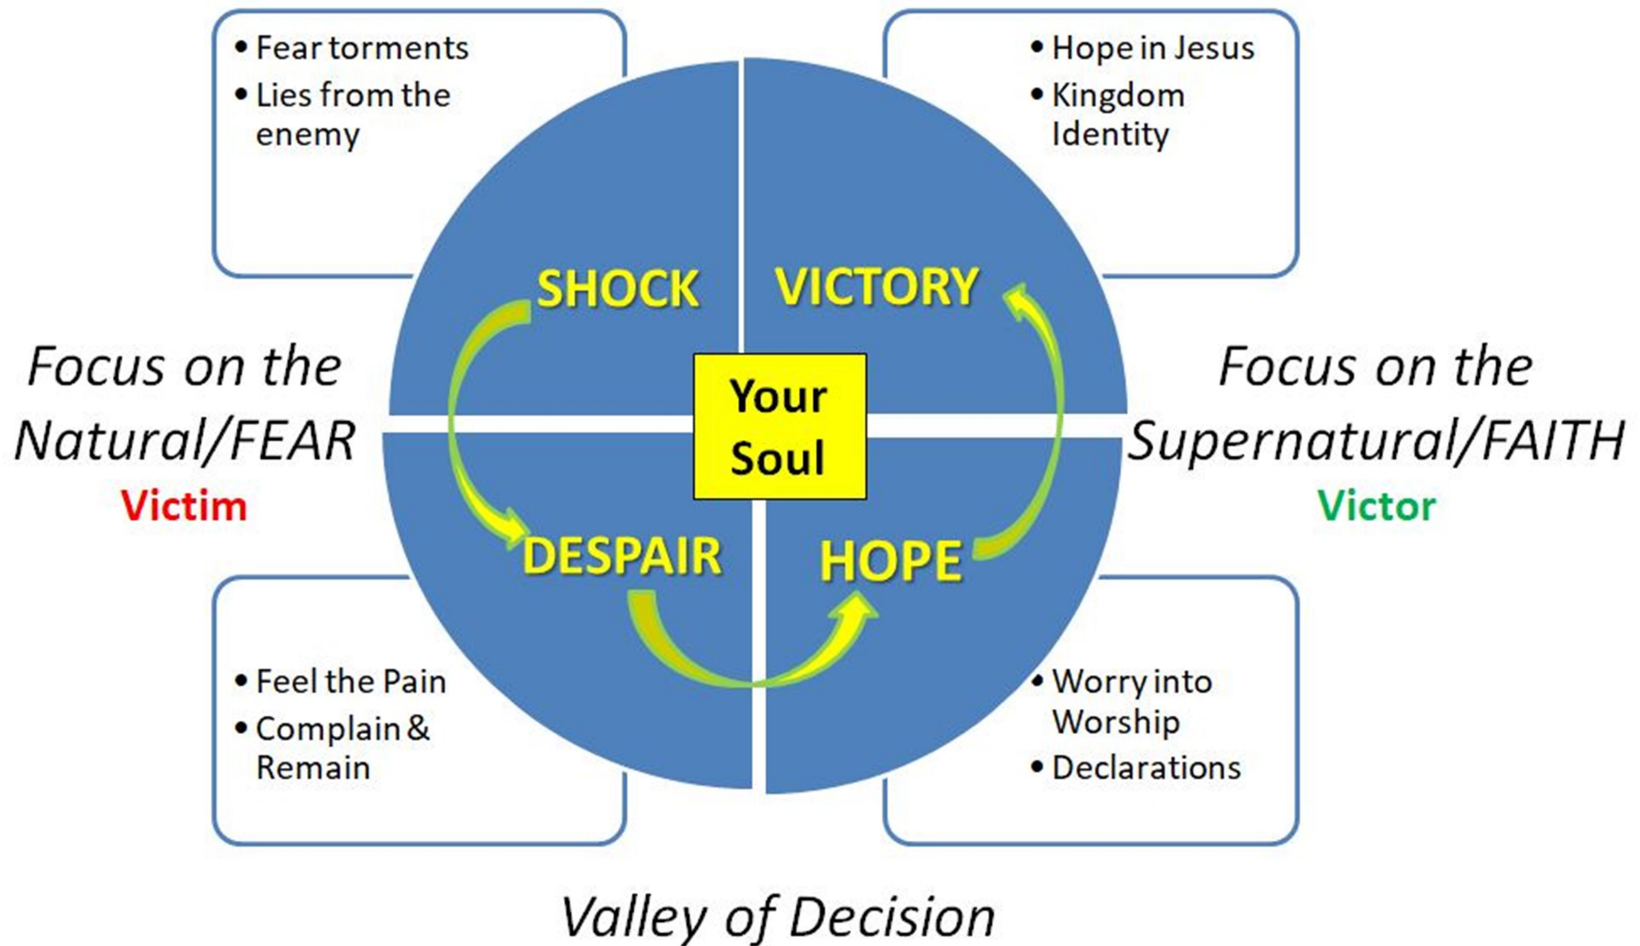 • Fear torments
• Lies from the
enemy
• Hope in Jesus
• Kingdom
Identity
SHOCK
VICTORY
Focus on the
Natural/FEAR
Victim
Your
Soul
Focus on the
Supernatural/FAITH
Victor
DESPAIR
HOPE
• Feel the Pain
• Complain &
Remain
• Worry into
Worship
• Declarations
Valley of Decision